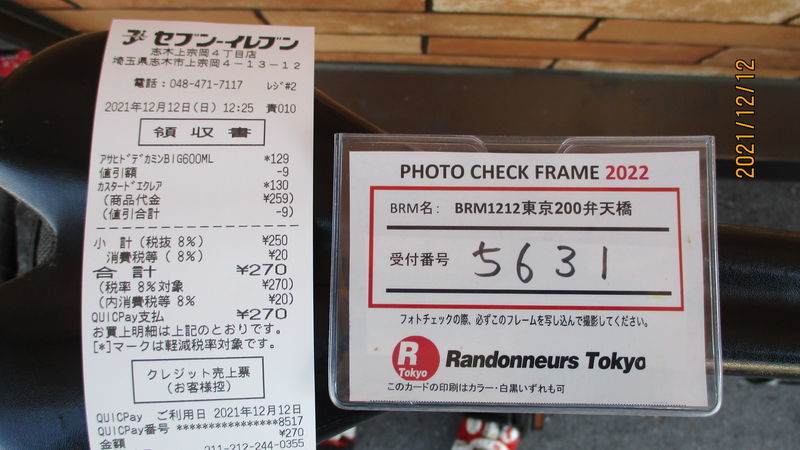 セブン-イレブン
志木上宗岡4丁目店
埼玉県志木市上宗岡4-13-12
電話:048-471-7117 レジ#2
2021年12月12日(日) 12:25 責010
領収書
アサヒドデカミンBIG600ML *129
値引額 -9
カスタードエクレア *130
(商品代金 ¥259)
(値引合計 -9)
小 計(税抜 8%) ¥250
消費税等( 8%) ¥20
合 計 ¥270
(税率 8%対象 ¥270)
(内消費税等 8% ¥20)
QUICPay支払 ¥270
お買上明細は上記のとおりです。
[*]マークは軽減税率対象です。
クレジット売上票
(お客様控)
QUICPay ご利用日 2021年12月12日
QUICPay番号 ****************8517
金額 ¥270
011-212-244-0355
PHOTO CHECK FRAME 2022
BRM名: BRM1212東京200弁天橋
受付番号 5631
フォトチェックの際、必ずこのフレームを写し込んで撮影してください。
R Tokyo Randonneurs Tokyo
このカードの印刷はカラー・白黒いずれも可
2021/12/12